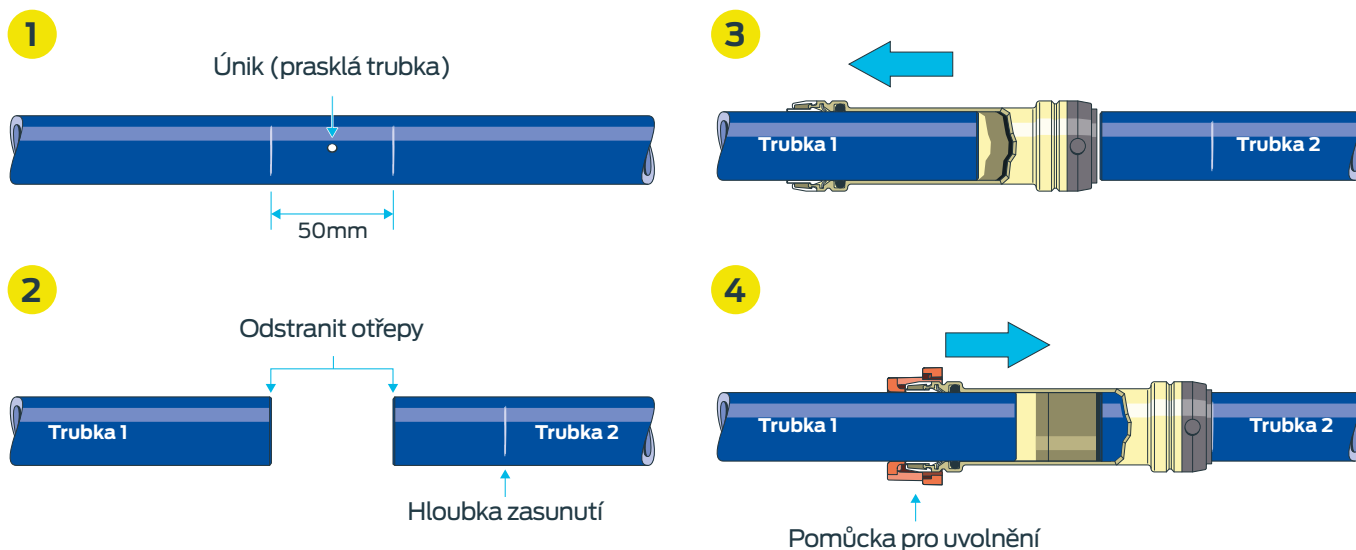 1
Únik (prasklá trubka)
50mm
2
Odstranit otřepy
Trubka 1
Trubka 2
Hloubka zasunutí
3
Trubka 1
Trubka 2
4
Trubka 1
Trubka 2
Pomůcka pro uvolnění